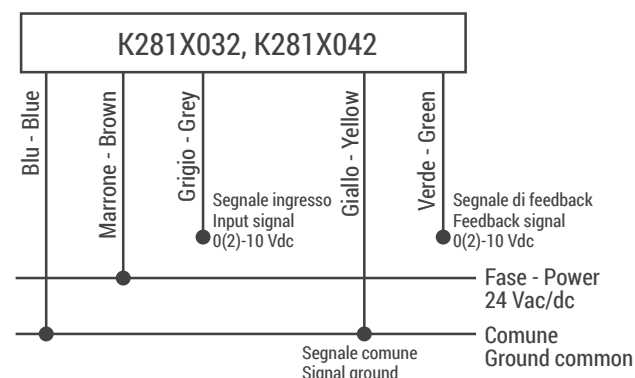 K281X032, K281X042
Blu - Blue
Marrone - Brown
Grigio - Grey
Giallo - Yellow
Verde - Green
Segnale ingresso
Input signal
0(2)-10 Vdc
Segnale di feedback
Feedback signal
0(2)-10 Vdc
Fase - Power
24 Vac/dc
Comune
Ground common
Segnale comune
Signal ground